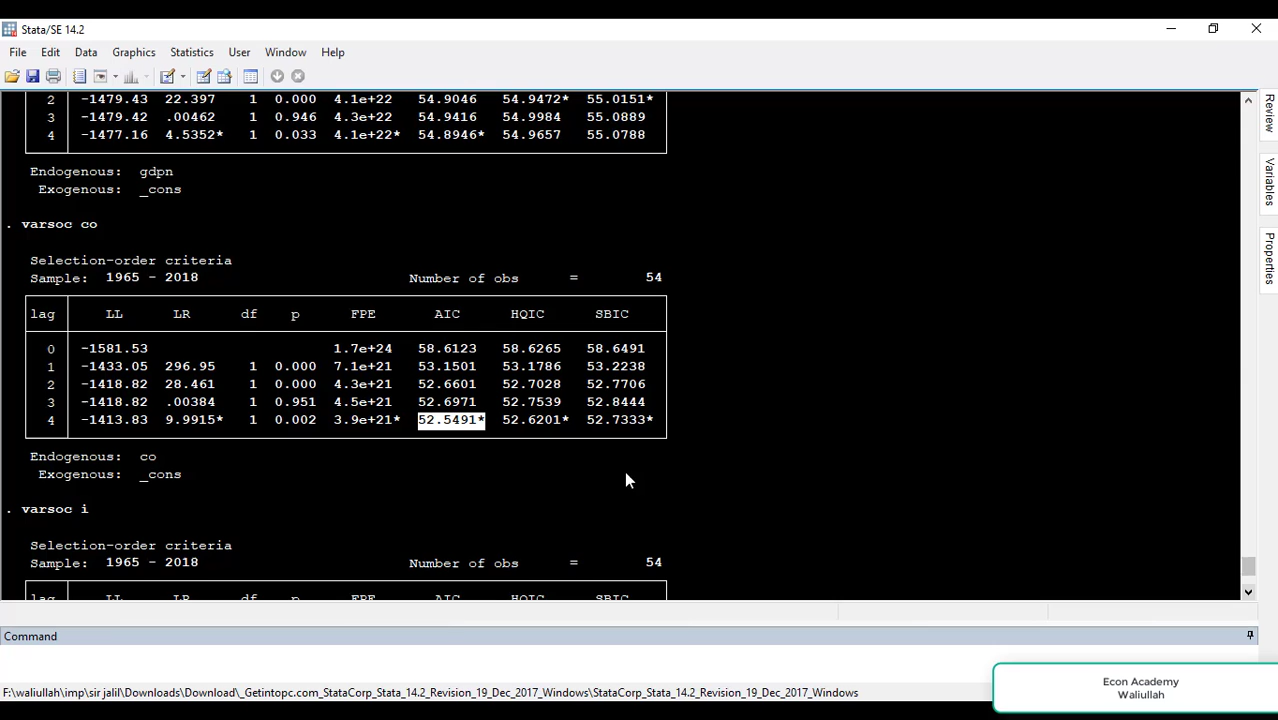 Stata/SE 14.2
File Edit Data Graphics Statistics User Window Help
2 -1479.43 22.397 1 0.000 4.1e+22 54.9046 54.9472* 55.0151*
3 -1479.42 .00462 1 0.946 4.3e+22 54.9416 54.9984 55.0889
4 -1477.16 4.5352* 1 0.033 4.1e+22* 54.8946* 54.9657 55.0788
Endogenous: gdpn
Exogenous: _cons
. varsoc co
Selection-order criteria
Sample: 1965 - 2018 Number of obs = 54
lag LL LR df p FPE AIC HQIC SBIC
0 -1581.53 1.7e+24 58.6123 58.6265 58.6491
1 -1433.05 296.95 1 0.000 7.1e+21 53.1501 53.1786 53.2238
2 -1418.82 28.461 1 0.000 4.3e+21 52.6601 52.7028 52.7706
3 -1418.82 .00384 1 0.951 4.5e+21 52.6971 52.7539 52.8444
4 -1413.83 9.9915* 1 0.002 3.9e+21* 52.5491* 52.6201* 52.7333*
Endogenous: co
Exogenous: _cons
. varsoc i
Selection-order criteria
Sample: 1965 - 2018 Number of obs = 54
lag LL LR df p FPE AIC HQIC SBIC
Review
Variables
Properties
Command
F:\waliullah\imp\sir jalil\Downloads\Download\_Getintopc.com_StataCorp_Stata_14.2_Revision_19_Dec_2017_Windows\StataCorp_Stata_14.2_Revision_19_Dec_2017_Windows
Econ Academy
Waliullah